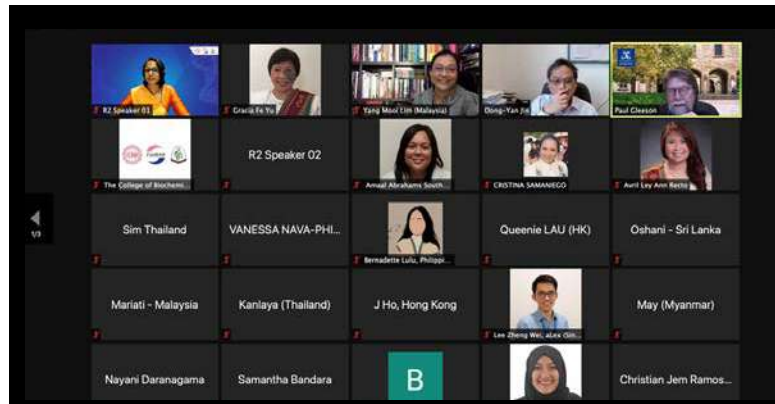 R2 Speaker 01
Gracia Fe Yu
Yang Mooi Lim (Malaysia)
Dong-Yan Jin
Paul Gleeson
The College of Biochemi...
R2 Speaker 02
Amaal Abrahams South...
CRISTINA SAMANIEGO
Avril Ley Ann Recto
Sim Thailand
VANESSA NAVA-PHI...
Bernadette Lulu, Philippi...
Queenie LAU (HK)
Oshani - Sri Lanka
1/3
Mariati - Malaysia
Kanlaya (Thailand)
J Ho, Hong Kong
Lee Zheng Wei, aLex (Sin...
May (Myanmar)
Nayani Daranagama
Samantha Bandara
B
Christian Jem Ramos...